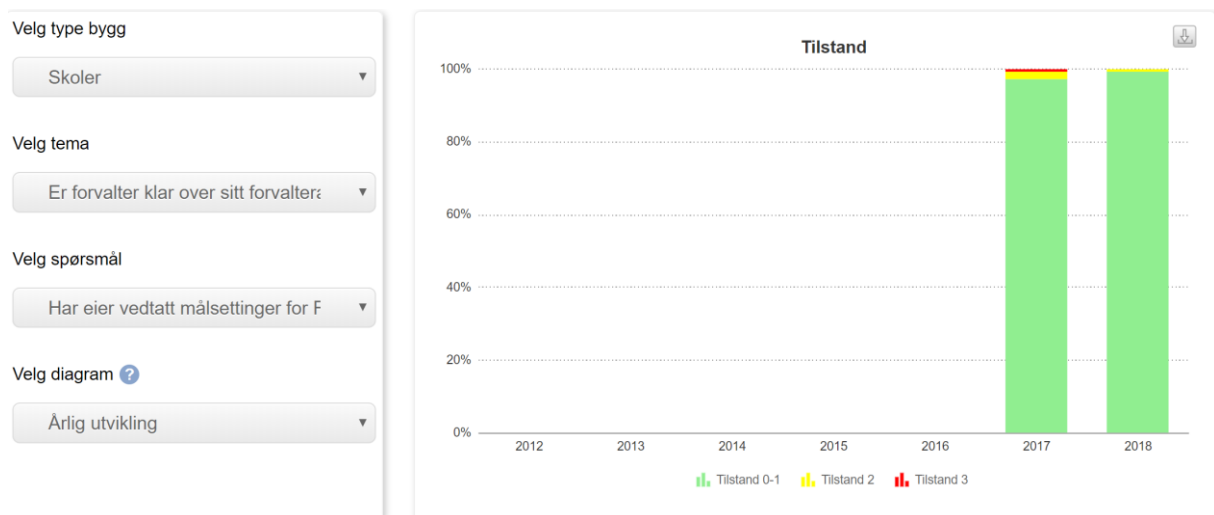 Velg type bygg
Skoler
Velg tema
Er forvalter klar over sitt forvaltera
Velg spørsmål
Har eier vedtatt målsettinger for F
Velg diagram
?
Årlig utvikling
Tilstand
100%
80%
60%
40%
20%
0%
2012 2013 2014 2015 2016 2017 2018
Tilstand 0-1 Tilstand 2 Tilstand 3